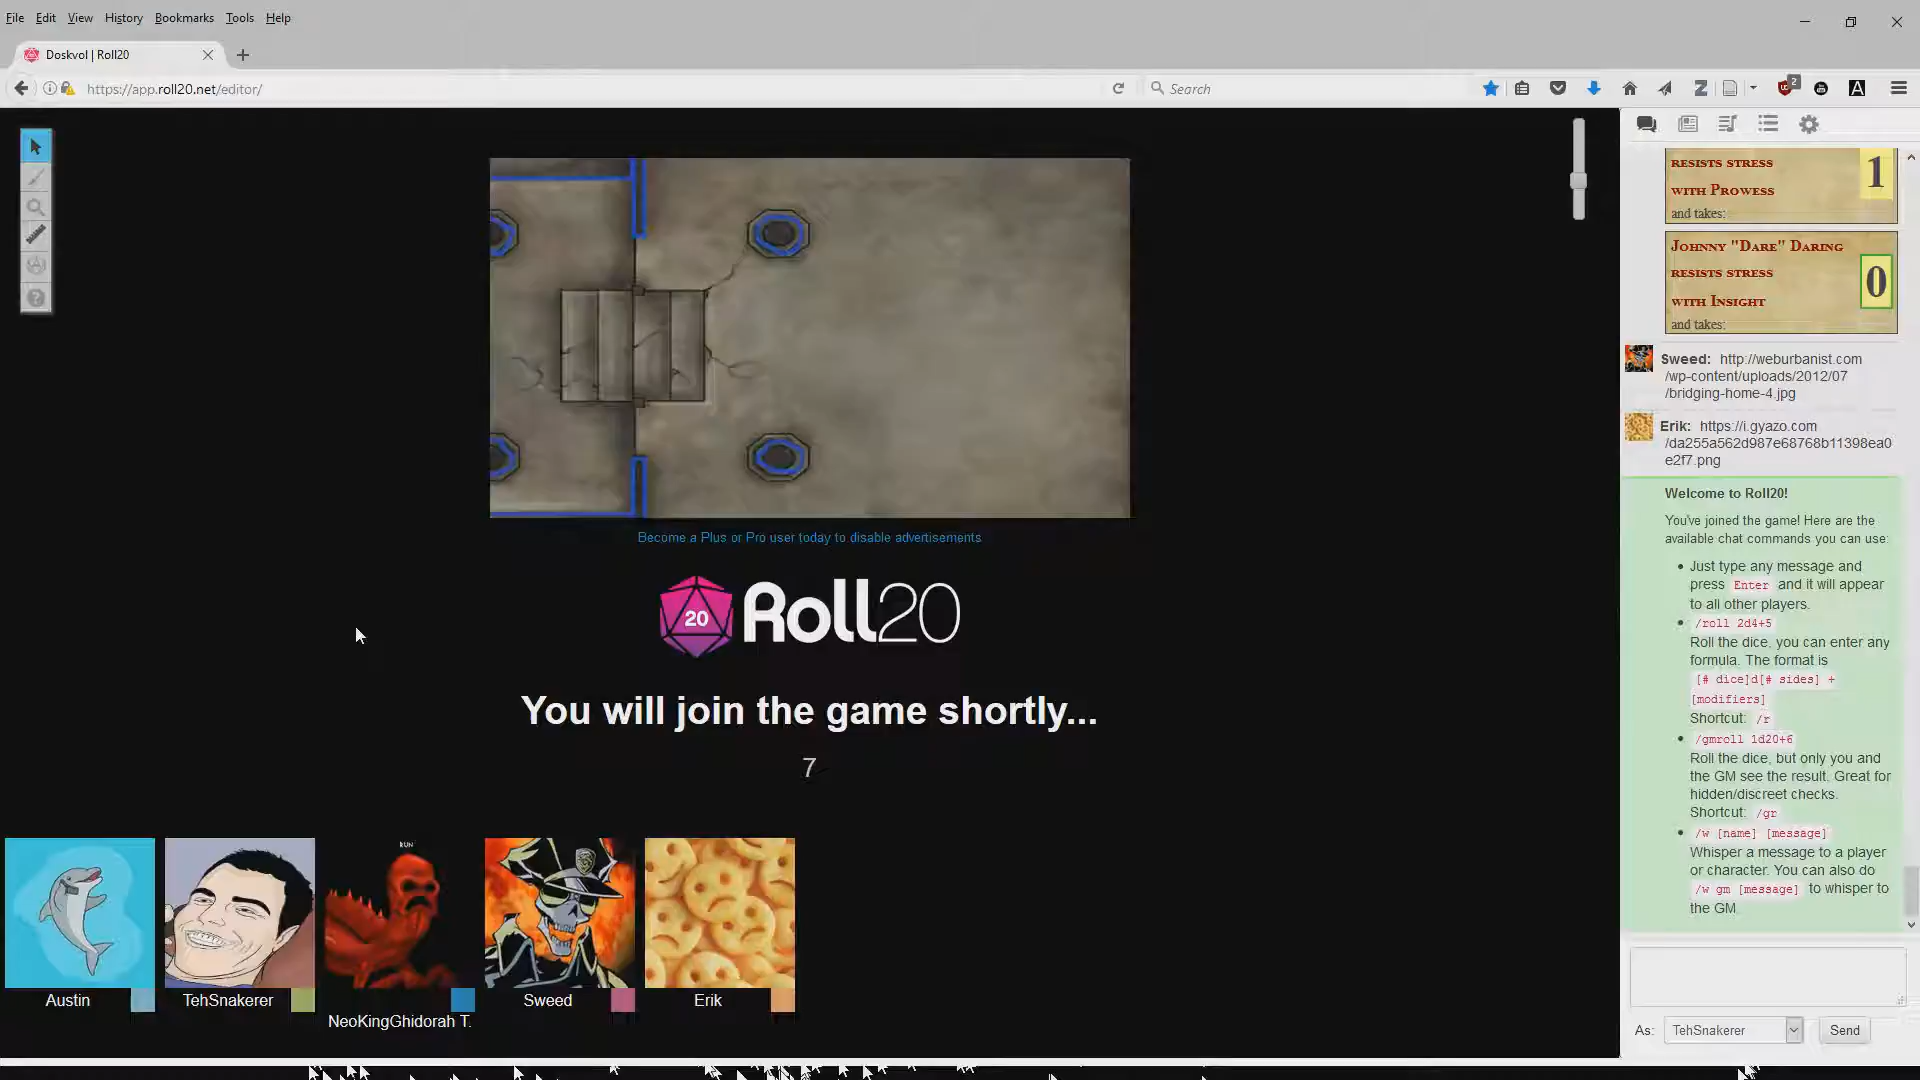 File Edit View History Bookmarks Tools Help
Doskvol | Roll20
https://app.roll20.net/editor/
Search
2
Resists Stress
with Prowess
and takes:
1
Johnny "Dare" Daring
resists stress
with Insight
and takes:
0
Sweed: http://weburbanist.com
/wp-content/uploads/2012/07
/bridging-home-4.jpg
Erik: https://i.gyazo.com
/da255a562d987e68768b11398ea0
e2f7.png
Welcome to Roll20!
You've joined the game! Here are the
available chat commands you can use:
Just type any message and
press Enter and it will appear
to all other players.
/roll 2d4+5
Roll the dice, you can enter any
formula. The format is
[# dice]d[# sides] +
[modifiers]
Shortcut: /r
/gmroll 1d20+6
Roll the dice, but only you and
the GM see the result. Great for
hidden/discreet checks.
Shortcut: /gr
/w [name] [message]
Whisper a message to a player
or character. You can also do
/w gm [message] to whisper to
the GM.
As: TehSnakerer Send
Become a Plus or Pro user today to disable advertisements
20 Roll20
You will join the game shortly...
7
RUN
Austin
TehSnakerer
NeoKingGhidorah T.
Sweed
Erik